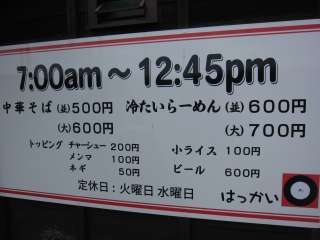 7:00am～12:45pm
中華そば(並)500円 冷たいらーめん(並)600円
(大)600円 (大)700円
トッピング チャーシュー 200円 小ライス 100円
メンマ 100円
ネギ 50円 ビール 600円
定休日：火曜日 水曜日 はっかい